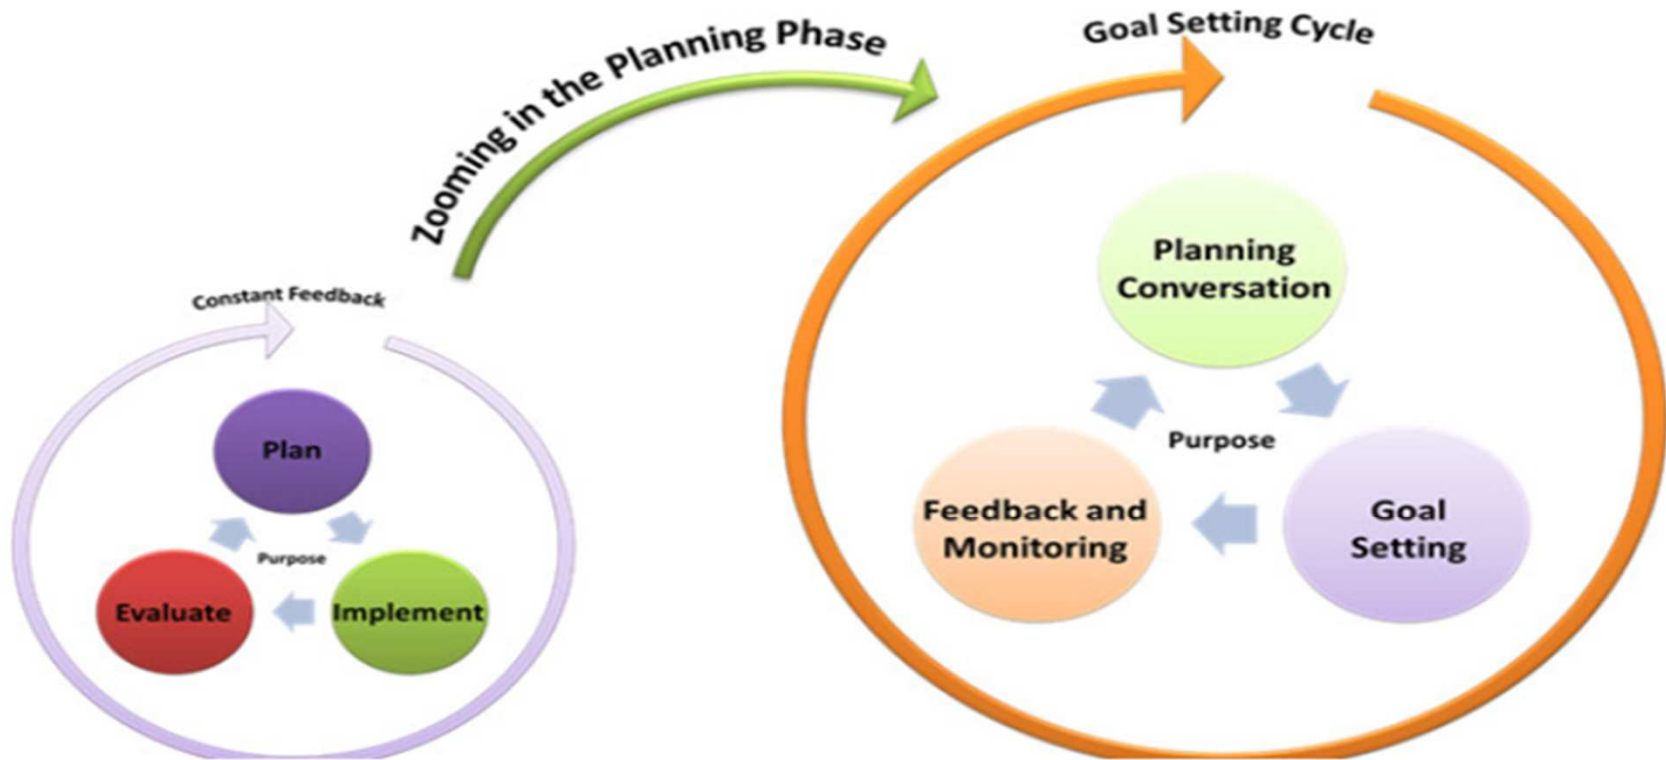 Zooming in the Planning Phase
Goal Setting Cycle
Constant Feedback
Plan
Purpose
Evaluate
Implement
Planning
Conversation
Purpose
Feedback and
Monitoring
Goal
Setting